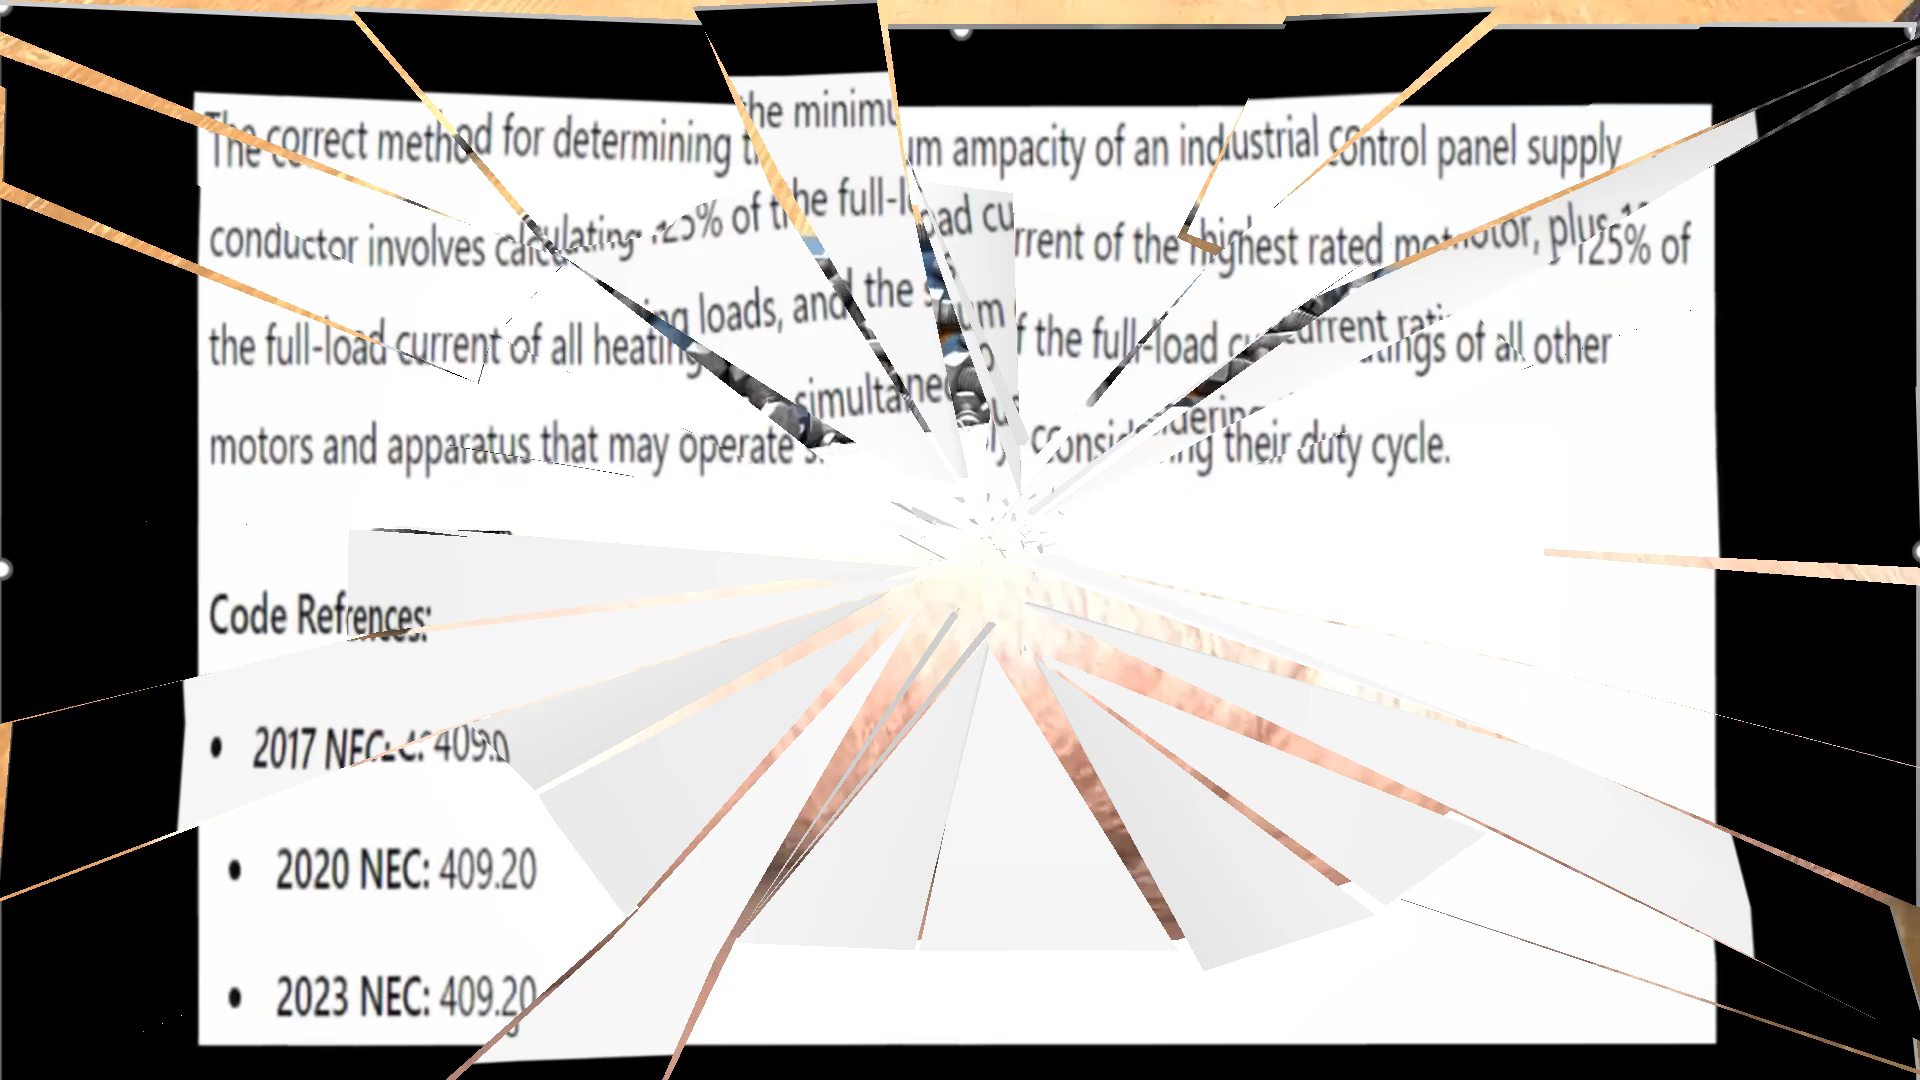 The correct method for determining the minimum ampacity of an industrial control panel supply
conductor involves calculating 125% of the full-load current of the highest rated motor, plus 125% of
the full-load current of all heating loads, and the sum of the full-load current ratings of all other
motors and apparatus that may operate simultaneously considering their duty cycle.
Code Refrences:
• 2017 NEC: 409.20
• 2020 NEC: 409.20
• 2023 NEC: 409.20